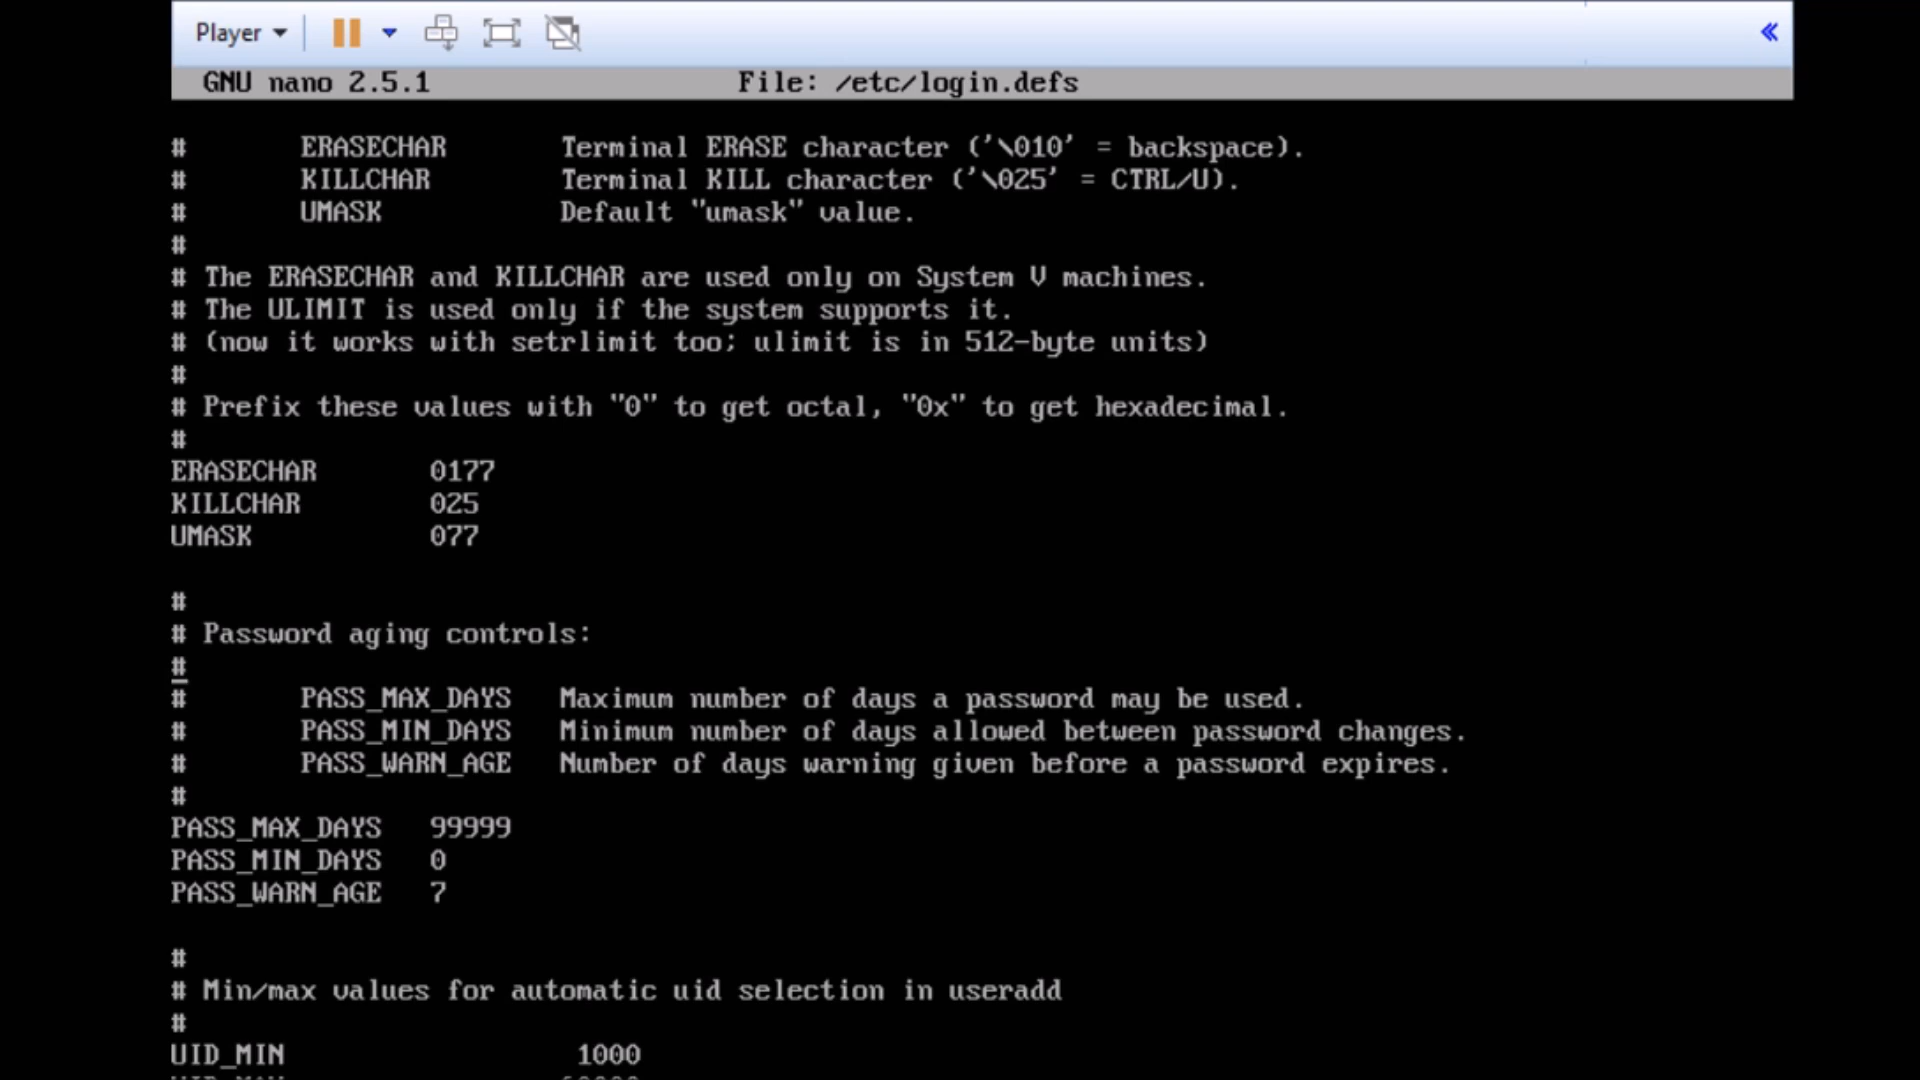 Player
GNU nano 2.5.1 File: /etc/login.defs
# ERASECHAR Terminal ERASE character ('\010' = backspace).
# KILLCHAR Terminal KILL character ('\025' = CTRL/U).
# UMASK Default "umask" value.
#
# The ERASECHAR and KILLCHAR are used only on System V machines.
# The ULIMIT is used only if the system supports it.
# (now it works with setrlimit too; ulimit is in 512-byte units)
#
# Prefix these values with "0" to get octal, "0x" to get hexadecimal.
#
ERASECHAR 0177
KILLCHAR 025
UMASK 077
#
# Password aging controls:
#
# PASS_MAX_DAYS Maximum number of days a password may be used.
# PASS_MIN_DAYS Minimum number of days allowed between password changes.
# PASS_WARN_AGE Number of days warning given before a password expires.
#
PASS_MAX_DAYS 99999
PASS_MIN_DAYS 0
PASS_WARN_AGE 7
#
# Min/max values for automatic uid selection in useradd
#
UID_MIN 1000